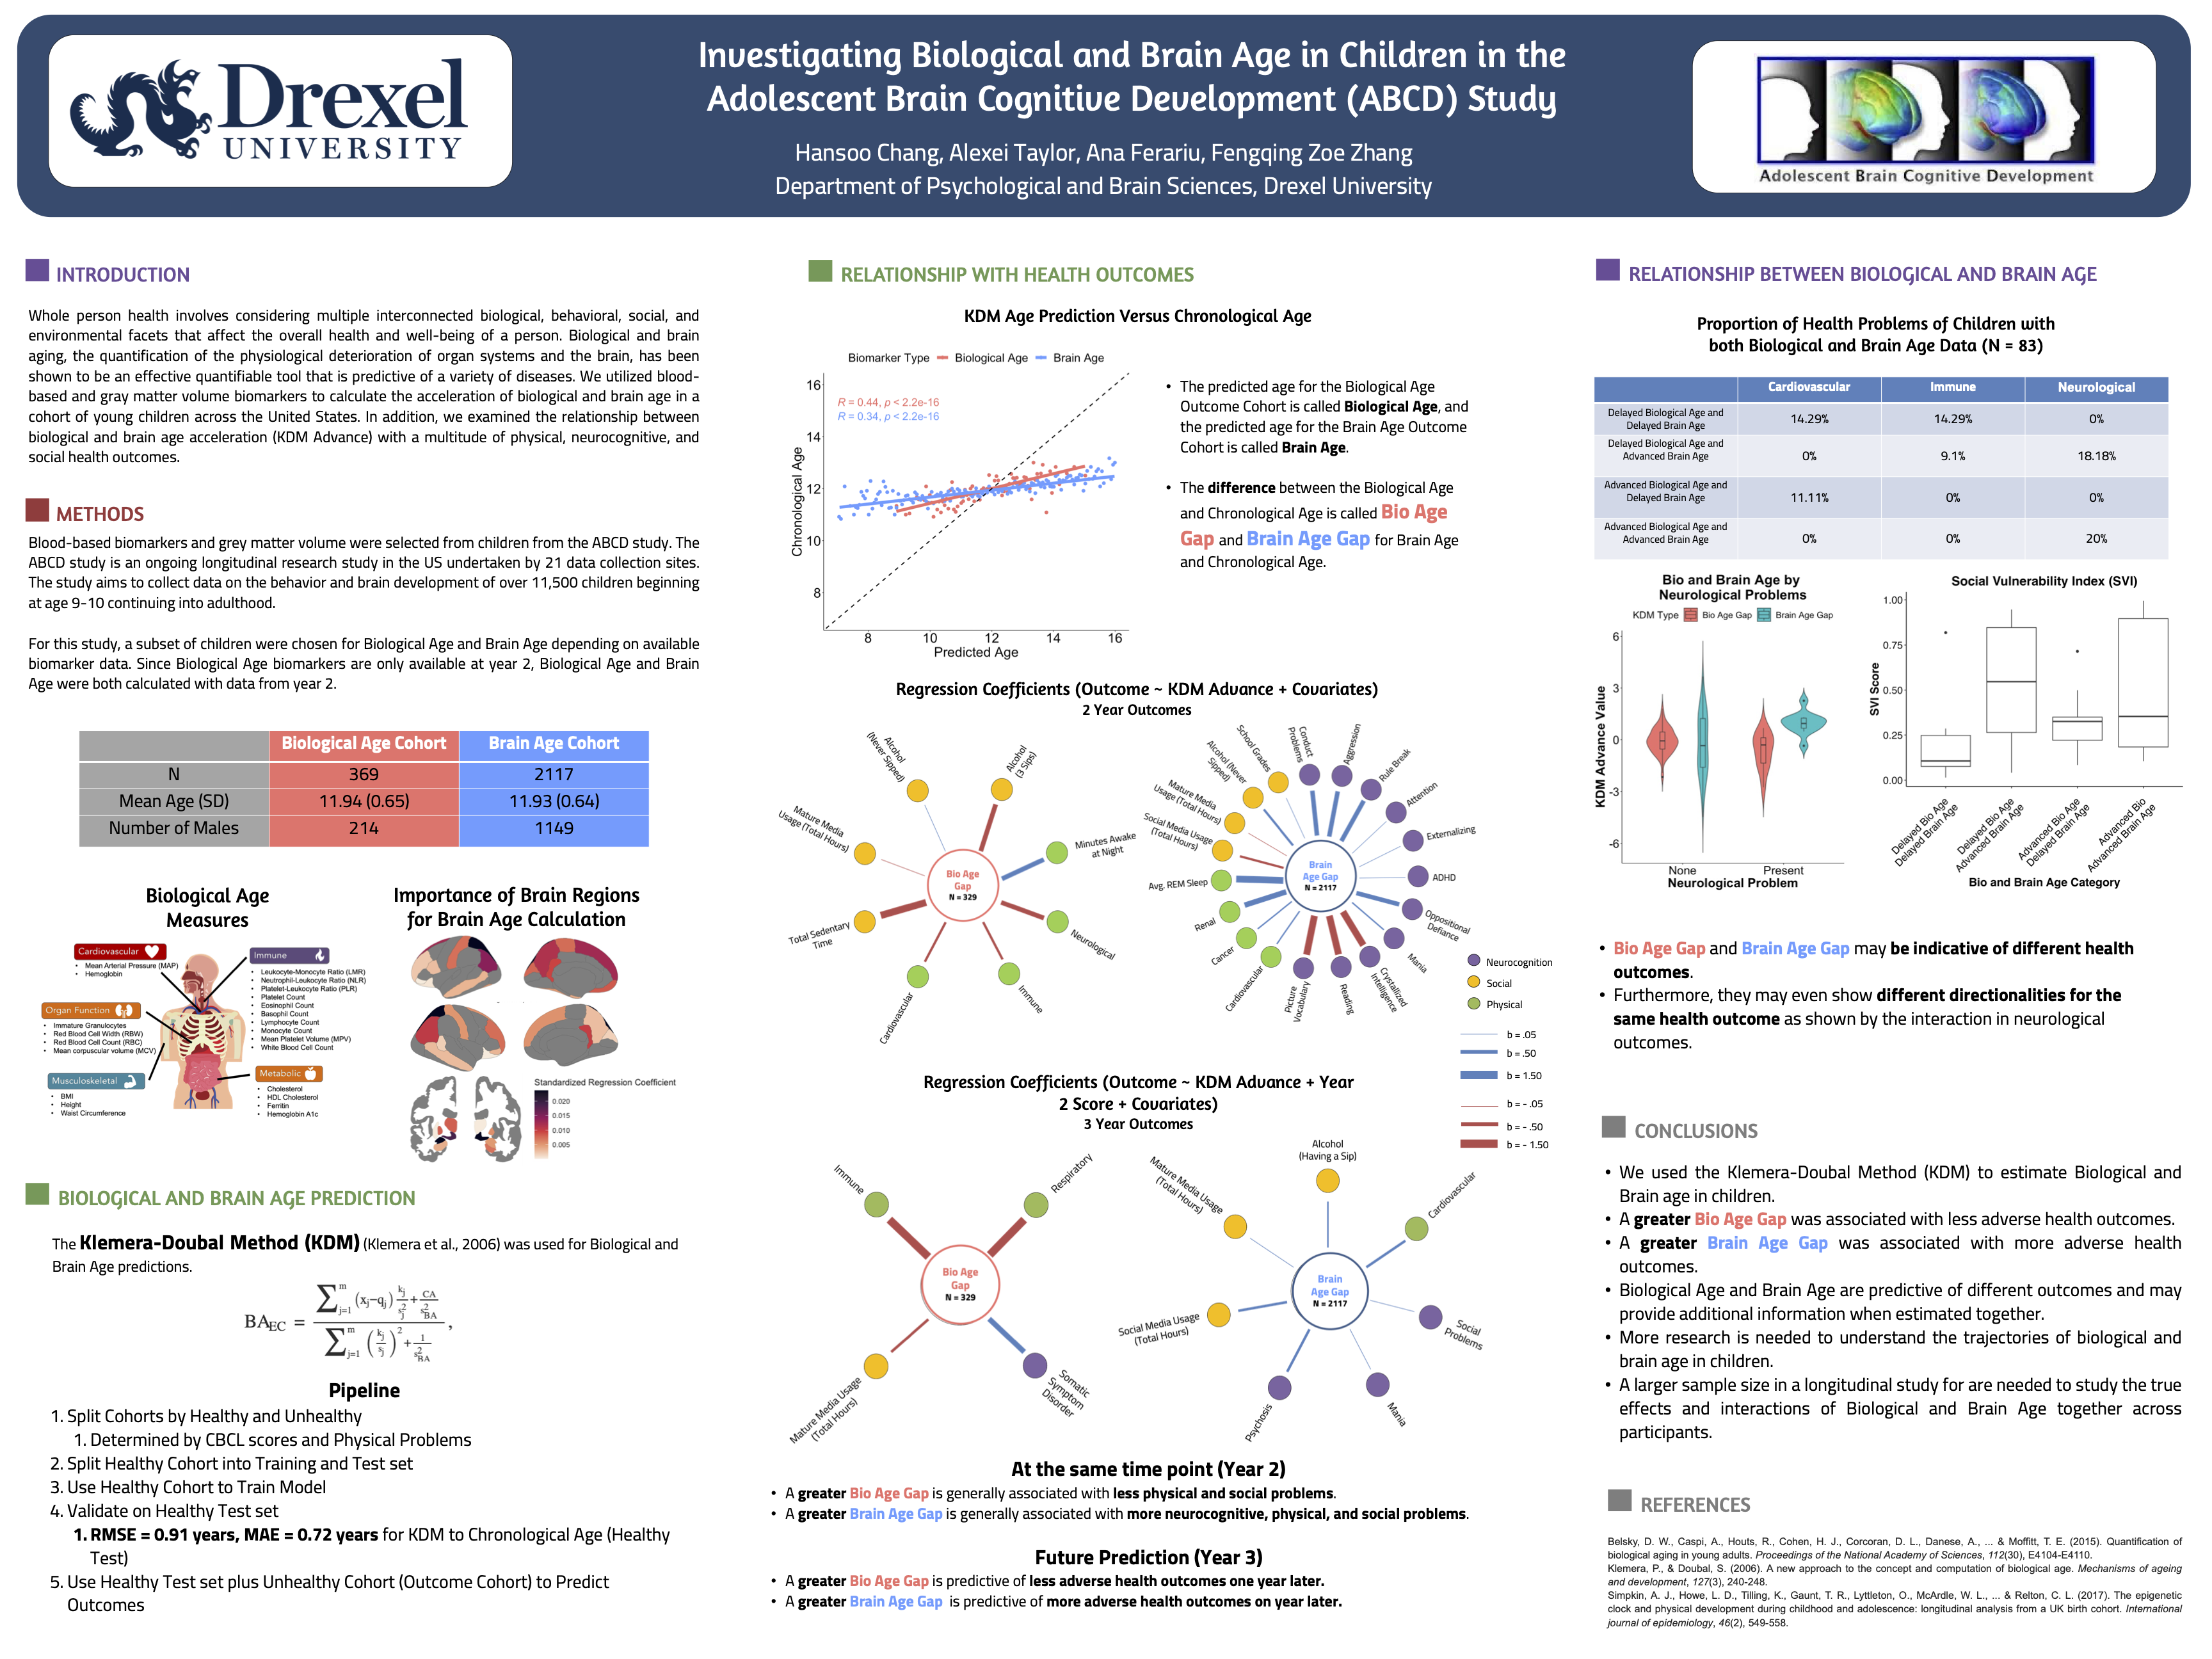 Drexel
UNIVERSITY
Investigating Biological and Brain Age in Children in the
Adolescent Brain Cognitive Development (ABCD) Study
Hansoo Chang, Alexei Taylor, Ana Ferariu, Fengqing Zoe Zhang
Department of Psychological and Brain Sciences, Drexel University
Adolescent Brain Cognitive Development
INTRODUCTION
Whole person health involves considering multiple interconnected biological, behavioral, social, and
environmental facets that affect the overall health and well-being of a person. Biological and brain
aging, the quantification of the physiological deterioration of organ systems and the brain, has been
shown to be an effective quantifiable tool that is predictive of a variety of diseases. We utilized blood-
based and gray matter volume biomarkers to calculate the acceleration of biological and brain age in a
cohort of young children across the United States. In addition, we examined the relationship between
biological and brain age acceleration (KDM Advance) with a multitude of physical, neurocognitive, and
social health outcomes.
METHODS
Blood-based biomarkers and grey matter volume were selected from children from the ABCD study. The
ABCD study is an ongoing longitudinal research study in the US undertaken by 21 data collection sites.
The study aims to collect data on the behavior and brain development of over 11,500 children beginning
at age 9-10 continuing into adulthood.
For this study, a subset of children were chosen for Biological Age and Brain Age depending on available
biomarker data. Since Biological Age biomarkers are only available at year 2, Biological Age and Brain
Age were both calculated with data from year 2.
Biological Age Cohort Brain Age Cohort
N 369 2117
Mean Age (SD) 11.94 (0.65) 11.93 (0.64)
Number of Males 214 1149
Biological Age
Measures
Cardiovascular
• Mean Arterial Pressure (MAP)
• Hemoglobin
Organ Function
• Immature Granulocytes
• Red Blood Cell Width (RBW)
• Red Blood Cell Count (RBC)
• Mean corpuscular volume (MCV)
Musculoskeletal
• BMI
• Height
• Waist Circumference
Immune
• Leukocyte-Monocyte Ratio (LMR)
• Neutrophil-Leukocyte Ratio (NLR)
• Platelet-Leukocyte Ratio (PLR)
• Platelet Count
• Eosinophil Count
• Basophil Count
• Lymphocyte Count
• Monocyte Count
• Mean Platelet Volume (MPV)
• White Blood Cell Count
Metabolic
• Cholesterol
• HDL Cholesterol
• Ferritin
• Hemoglobin A1c
Importance of Brain Regions
for Brain Age Calculation
Standardized Regression Coefficient
0.020
0.015
0.010
0.005
BIOLOGICAL AND BRAIN AGE PREDICTION
The Klemera-Doubal Method (KDM) (Klemera et al., 2006) was used for Biological and
Brain Age predictions.
BA_EC = ∑_{j=1}^{m} (x_j−q_j) k_j/s_j^2 + CA/s_BA^2 / ∑_{j=1}^{m} (k_j/s_j)^2 + 1/s_BA^2 ,
Pipeline
1. Split Cohorts by Healthy and Unhealthy
1. Determined by CBCL scores and Physical Problems
2. Split Healthy Cohort into Training and Test set
3. Use Healthy Cohort to Train Model
4. Validate on Healthy Test set
1. RMSE = 0.91 years, MAE = 0.72 years for KDM to Chronological Age (Healthy
Test)
5. Use Healthy Test set plus Unhealthy Cohort (Outcome Cohort) to Predict
Outcomes
RELATIONSHIP WITH HEALTH OUTCOMES
KDM Age Prediction Versus Chronological Age
Biomarker Type Biological Age Brain Age
R = 0.44, p < 2.2e-16
R = 0.34, p < 2.2e-16
Chronological Age
16
14
12
10
8
8 10 12 14 16
Predicted Age
• The predicted age for the Biological Age
Outcome Cohort is called Biological Age, and
the predicted age for the Brain Age Outcome
Cohort is called Brain Age.
• The difference between the Biological Age
and Chronological Age is called Bio Age
Gap and Brain Age Gap for Brain Age
and Chronological Age.
Regression Coefficients (Outcome ~ KDM Advance + Covariates)
2 Year Outcomes
Bio Age
Gap
N = 329
Alcohol
(Never Sipped)
Alcohol
(3 Sips)
Minutes Awake
at Night
Neurological
Immune
Cardiovascular
Total Sedentary
Time
Mature Media
Usage (Total Hours)
Brain
Age Gap
N = 2117
Conduct
Problems
Aggression
Rule Break
Attention
Externalizing
ADHD
Oppositional
Defiance
Mania
Crystallized
Intelligence
Reading
Picture
Vocabulary
Cardiovascular
Cancer
Renal
Avg. REM Sleep
Social Media Usage
(Total Hours)
Mature Media
Usage (Total Hours)
Alcohol (Never
Sipped)
School Grades
Neurocognition
Social
Physical
b = .05
b = .50
b = 1.50
b = - .05
b = - .50
b = - 1.50
Regression Coefficients (Outcome ~ KDM Advance + Year
2 Score + Covariates)
3 Year Outcomes
Bio Age
Gap
N = 329
Immune
Respiratory
Somatic
Symptom
Disorder
Mature Media Usage
(Total Hours)
Brain
Age Gap
N = 2117
Alcohol
(Having a Sip)
Cardiovascular
Social
Problems
Mania
Psychosis
Social Media Usage
(Total Hours)
Mature Media Usage
(Total Hours)
At the same time point (Year 2)
• A greater Bio Age Gap is generally associated with less physical and social problems.
• A greater Brain Age Gap is generally associated with more neurocognitive, physical, and social problems.
Future Prediction (Year 3)
• A greater Bio Age Gap is predictive of less adverse health outcomes one year later.
• A greater Brain Age Gap is predictive of more adverse health outcomes on year later.
RELATIONSHIP BETWEEN BIOLOGICAL AND BRAIN AGE
Proportion of Health Problems of Children with
both Biological and Brain Age Data (N = 83)
Cardiovascular Immune Neurological
Delayed Biological Age and
Delayed Brain Age 14.29% 14.29% 0%
Delayed Biological Age and
Advanced Brain Age 0% 9.1% 18.18%
Advanced Biological Age and
Delayed Brain Age 11.11% 0% 0%
Advanced Biological Age and
Advanced Brain Age 0% 0% 20%
Bio and Brain Age by
Neurological Problems
KDM Type Bio Age Gap Brain Age Gap
KDM Advance Value
6
3
0
-3
-6
None Present
Neurological Problem
Social Vulnerability Index (SVI)
SVI Score
1.00
0.75
0.50
0.25
0.00
Delayed Bio Age
Delayed Brain Age
Delayed Bio Age
Advanced Brain Age
Advanced Bio Age
Delayed Brain Age
Advanced Bio
Advanced Brain Age
Bio and Brain Age Category
• Bio Age Gap and Brain Age Gap may be indicative of different health
outcomes.
• Furthermore, they may even show different directionalities for the
same health outcome as shown by the interaction in neurological
outcomes.
CONCLUSIONS
• We used the Klemera-Doubal Method (KDM) to estimate Biological and
Brain age in children.
• A greater Bio Age Gap was associated with less adverse health outcomes.
• A greater Brain Age Gap was associated with more adverse health
outcomes.
• Biological Age and Brain Age are predictive of different outcomes and may
provide additional information when estimated together.
• More research is needed to understand the trajectories of biological and
brain age in children.
• A larger sample size in a longitudinal study for are needed to study the true
effects and interactions of Biological and Brain Age together across
participants.
REFERENCES
Belsky, D. W., Caspi, A., Houts, R., Cohen, H. J., Corcoran, D. L., Danese, A., ... & Moffitt, T. E. (2015). Quantification of
biological aging in young adults. Proceedings of the National Academy of Sciences, 112(30), E4104-E4110.
Klemera, P., & Doubal, S. (2006). A new approach to the concept and computation of biological age. Mechanisms of ageing
and development, 127(3), 240-248.
Simpkin, A. J., Howe, L. D., Tilling, K., Gaunt, T. R., Lyttleton, O., McArdle, W. L., ... & Relton, C. L. (2017). The epigenetic
clock and physical development during childhood and adolescence: longitudinal analysis from a UK birth cohort. International
journal of epidemiology, 46(2), 549-558.